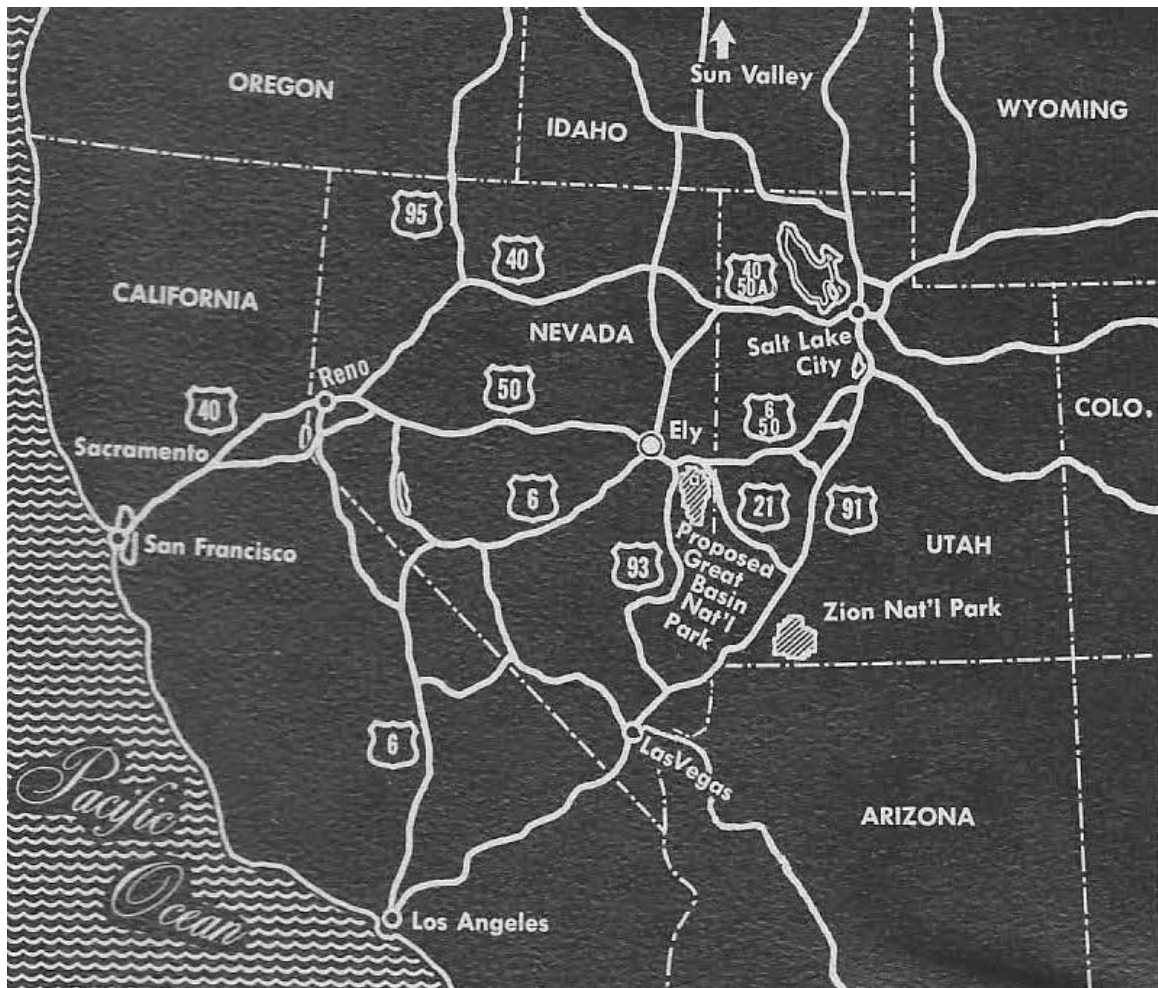 Sun Valley
OREGON
IDAHO
WYOMING
95
40
40
50A
CALIFORNIA
NEVADA
Salt Lake
City
Reno
50
40
6
50
COLO.
Sacramento
Ely
6
21
91
San Francisco
93
Proposed
Great
Basin
Nat'l
Park
UTAH
Zion Nat'l Park
6
LasVegas
Pacific
Ocean
ARIZONA
Los Angeles